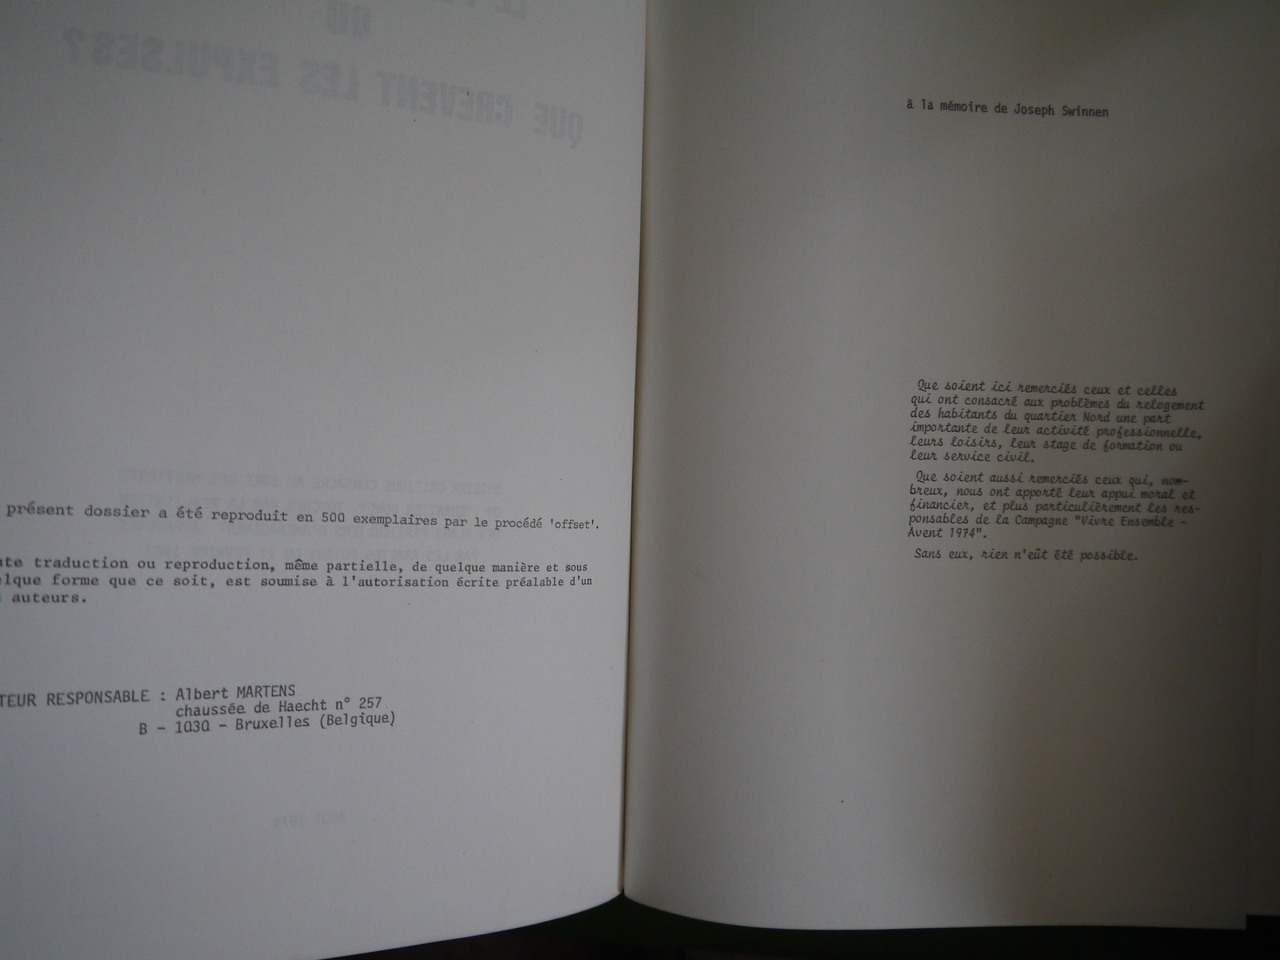 LE
OU
QUE CREVENT LES EXPULSES?
présent dossier a été reproduit en 500 exemplaires par le procédé 'offset'.
te traduction ou reproduction, même partielle, de quelque manière et sous
lque forme que ce soit, est soumise à l'autorisation écrite préalable d'un
auteurs.
TEUR RESPONSABLE : Albert MARTENS
chaussée de Haecht n° 257
B - 1030 - Bruxelles (Belgique)
à la mémoire de Joseph Swinnen
Que soient ici remerciés ceux et celles
qui ont consacré aux problèmes du relogement
des habitants du quartier Nord une part
importante de leur activité professionnelle,
leurs loisirs, leur stage de formation ou
leur service civil.
Que soient aussi remerciés ceux qui, nom-
breux, nous ont apporté leur appui moral et
financier, et plus particulièrement les res-
ponsables de la Campagne "Vivre Ensemble -
Avent 1974".
Sans eux, rien n'eût été possible.